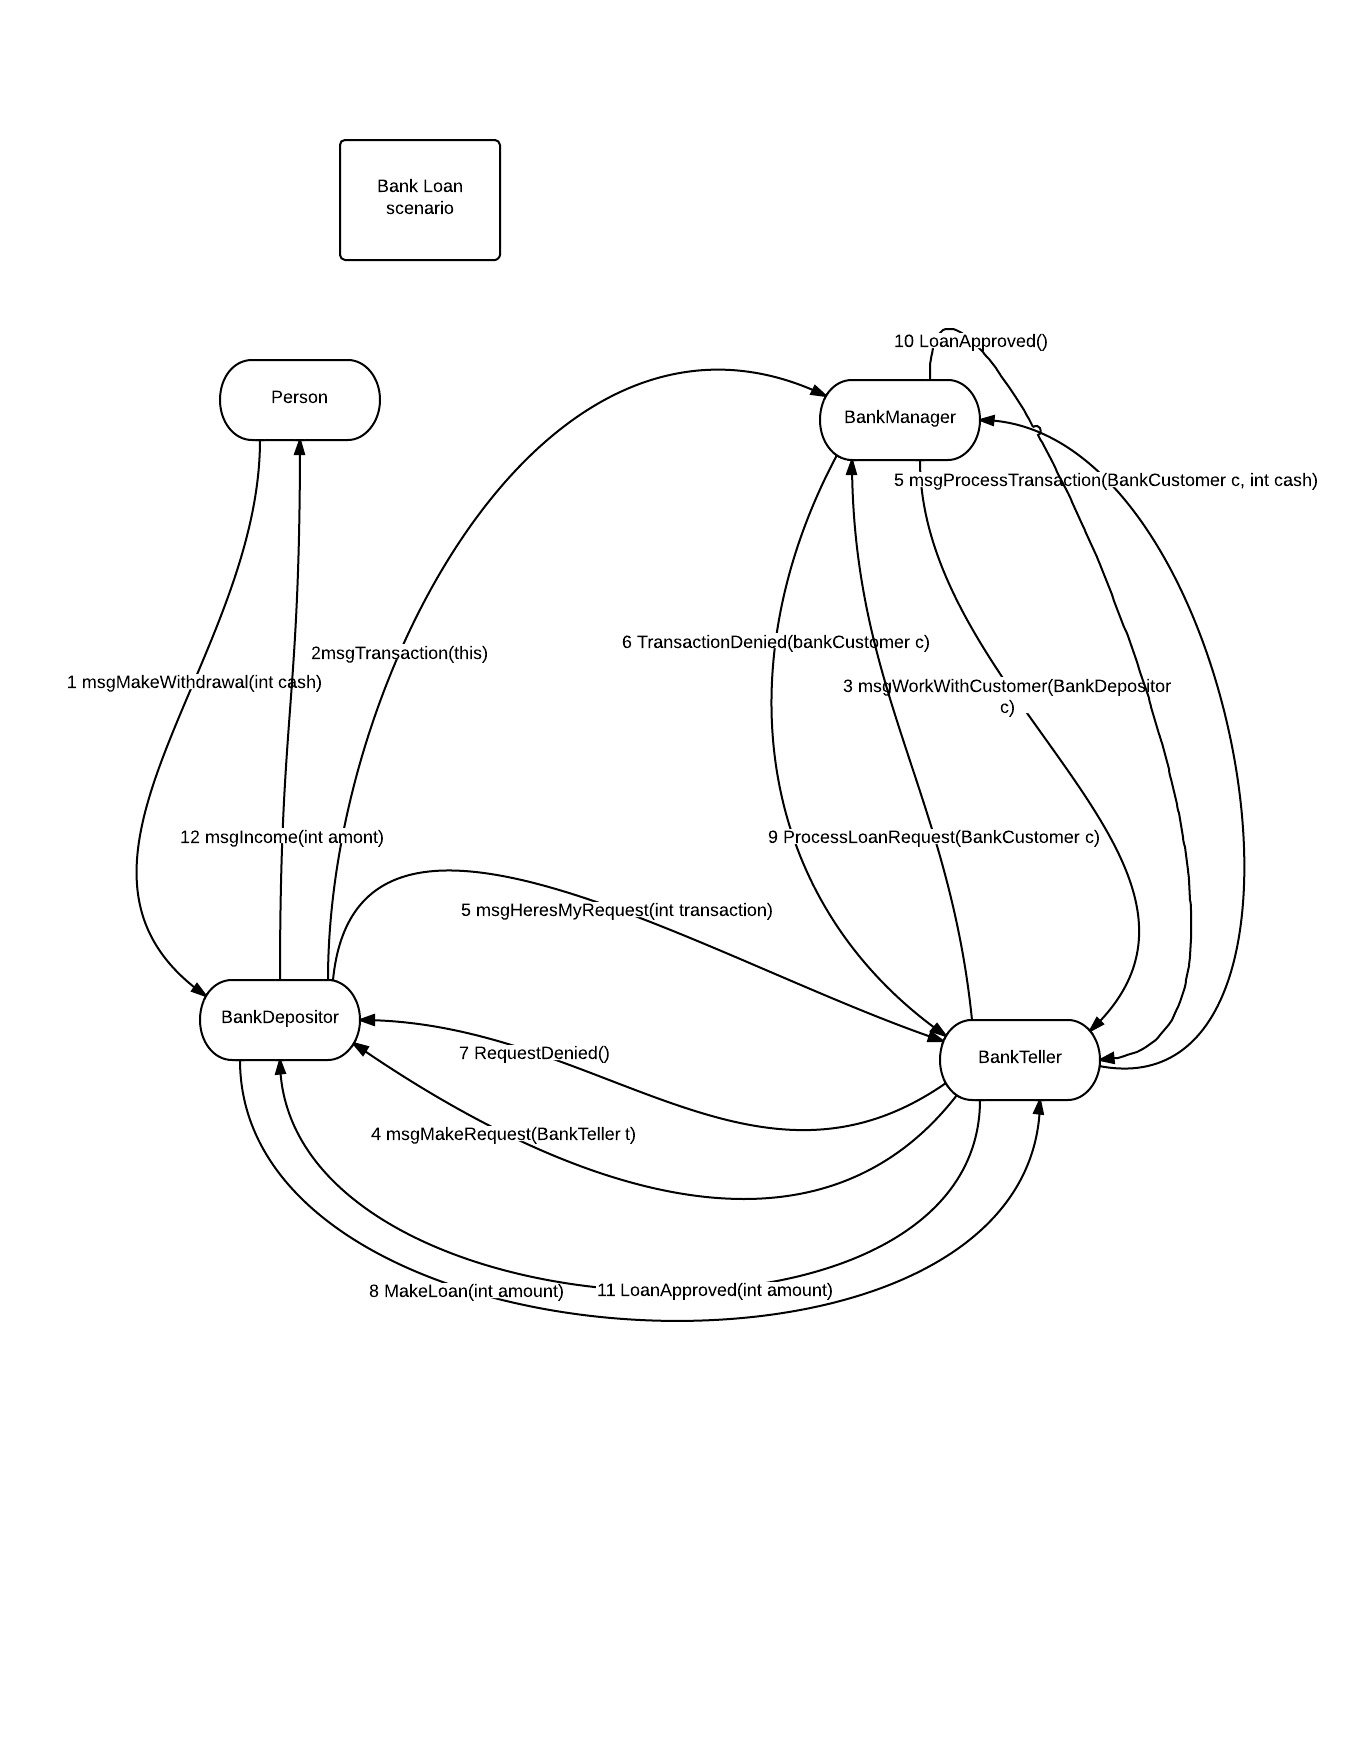 Bank Loan
scenario
10 LoanApproved()
Person
BankManager
5 msgProcessTransaction(BankCustomer c, int cash)
6 TransactionDenied(bankCustomer c)
2msgTransaction(this)
1 msgMakeWithdrawal(int cash)
3 msgWorkWithCustomer(BankDepositor
c)
12 msgIncome(int amont)
9 ProcessLoanRequest(BankCustomer c)
5 msgHeresMyRequest(int transaction)
BankDepositor
7 RequestDenied()
BankTeller
4 msgMakeRequest(BankTeller t)
8 MakeLoan(int amount)
11 LoanApproved(int amount)